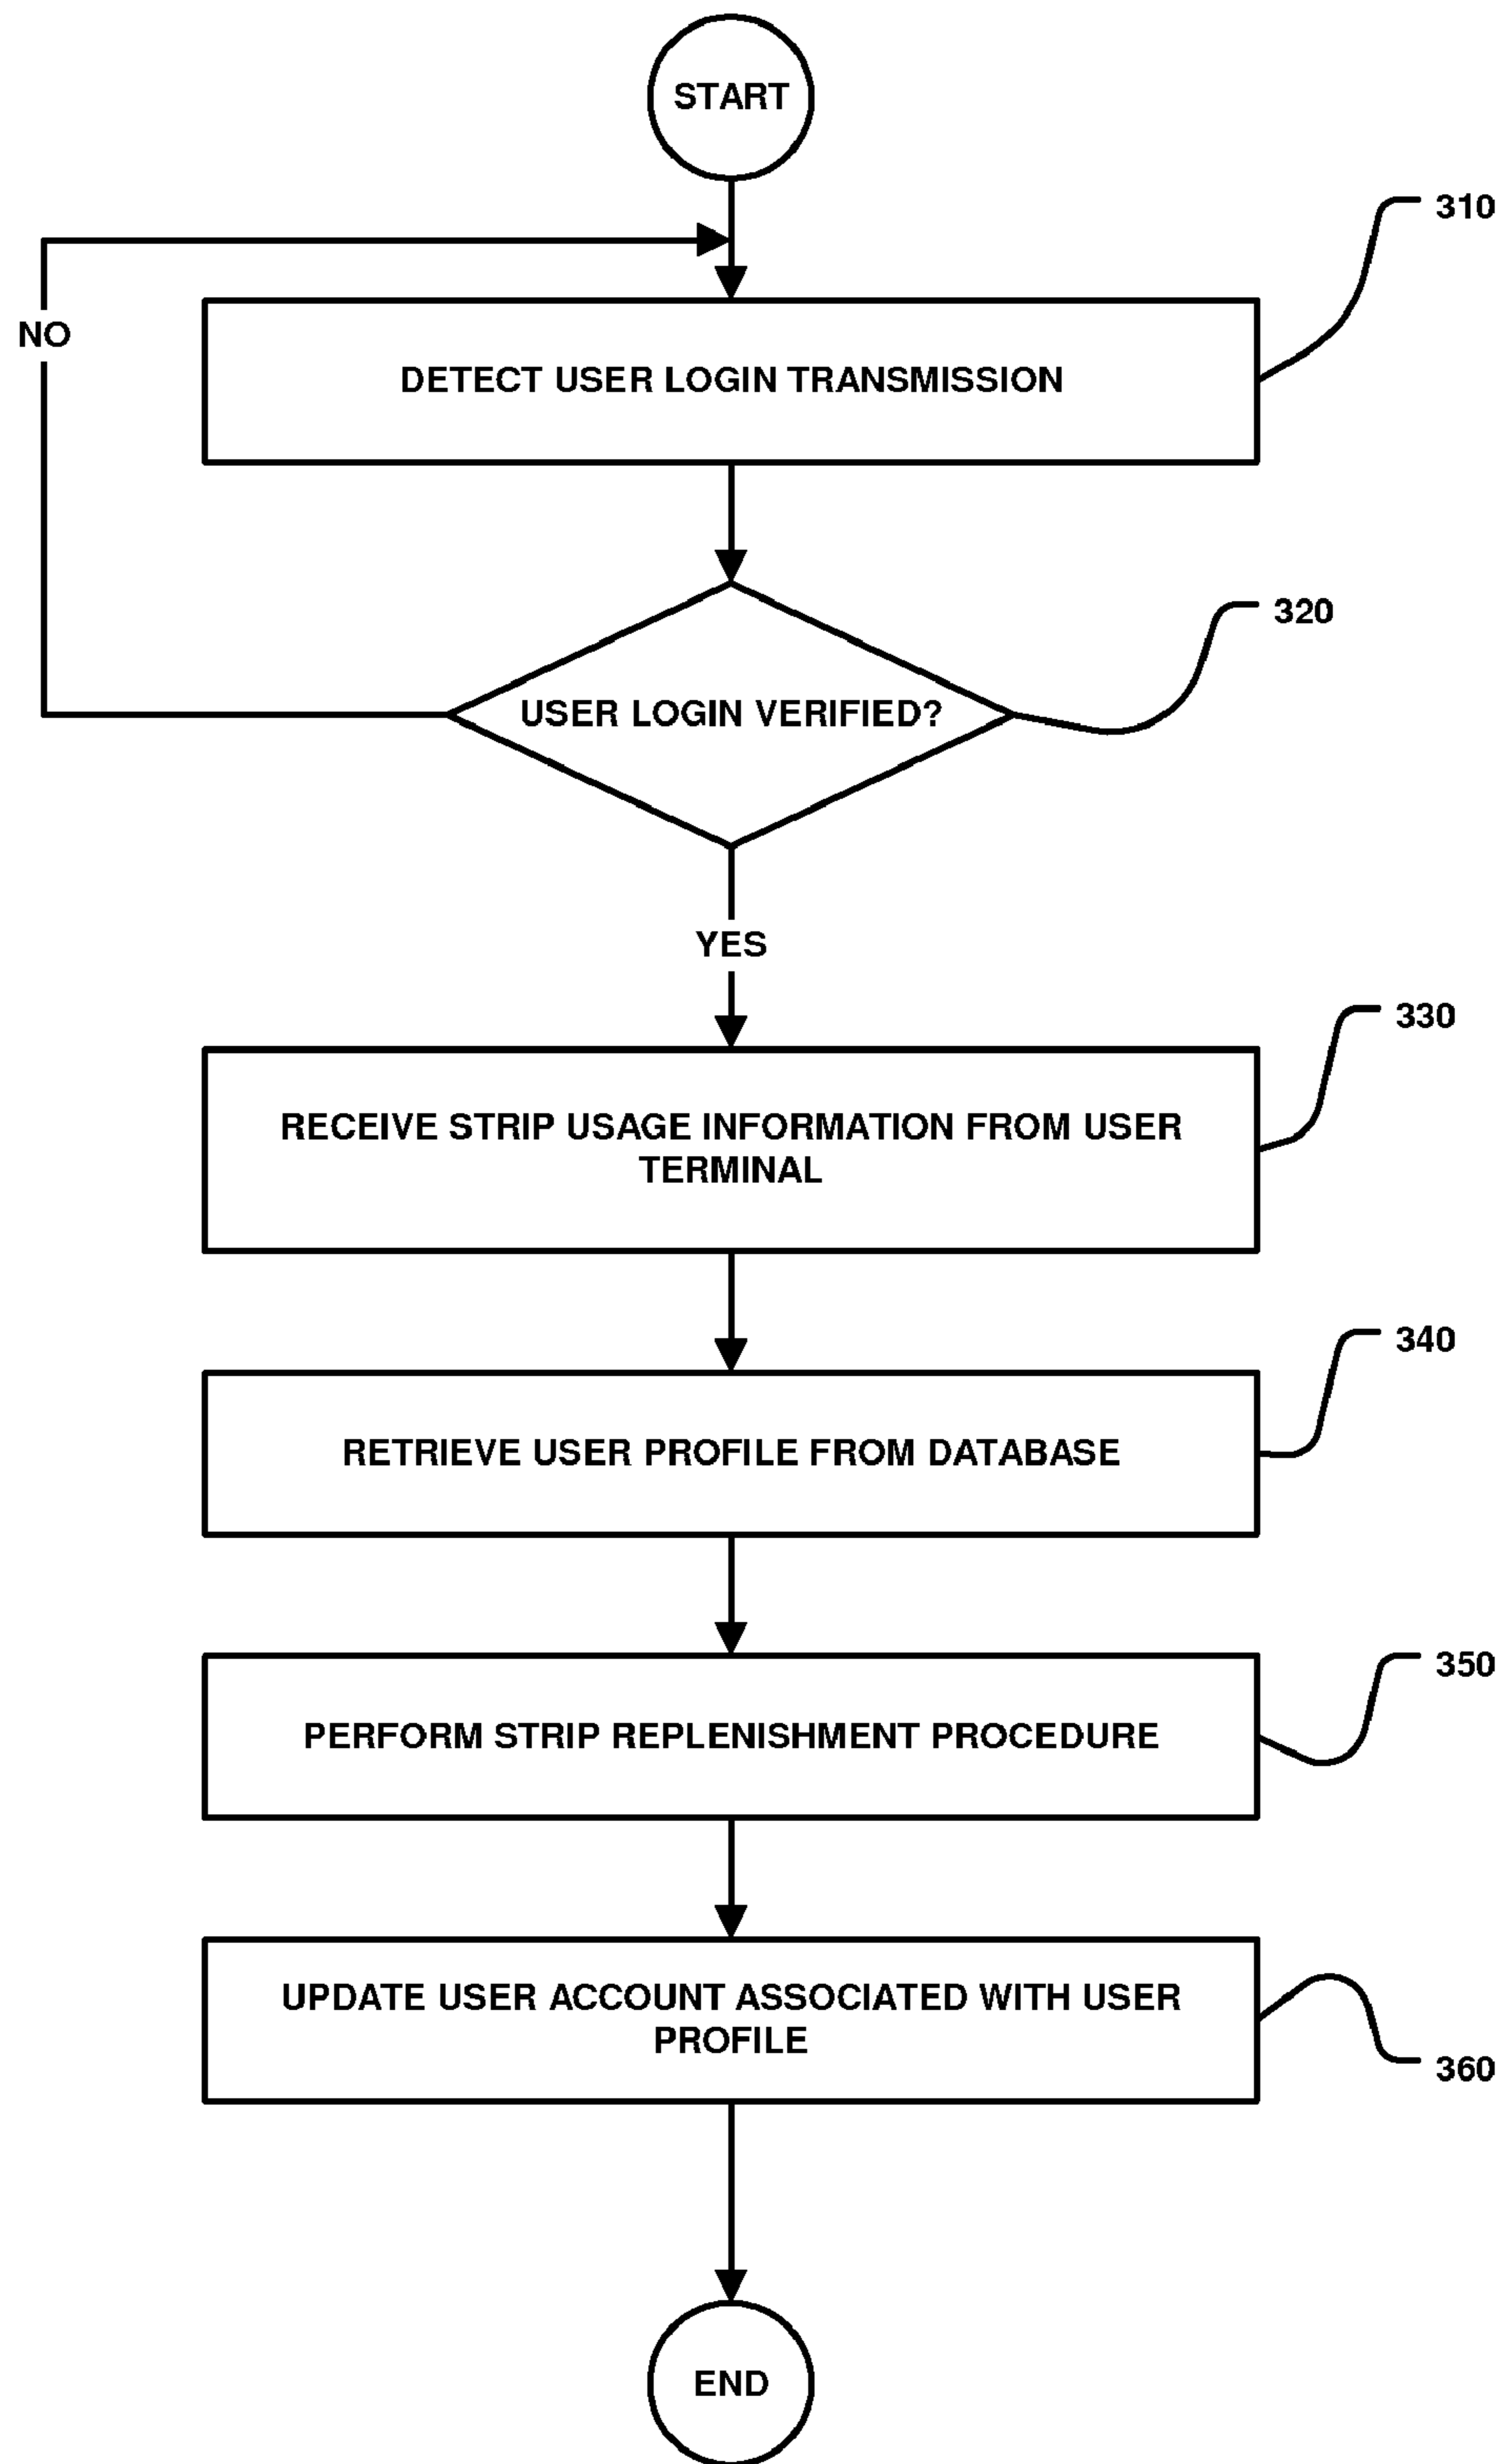 START
310
NO
DETECT USER LOGIN TRANSMISSION
320
USER LOGIN VERIFIED?
YES
330
RECEIVE STRIP USAGE INFORMATION FROM USER
TERMINAL
340
RETRIEVE USER PROFILE FROM DATABASE
350
PERFORM STRIP REPLENISHMENT PROCEDURE
UPDATE USER ACCOUNT ASSOCIATED WITH USER
PROFILE
360
END